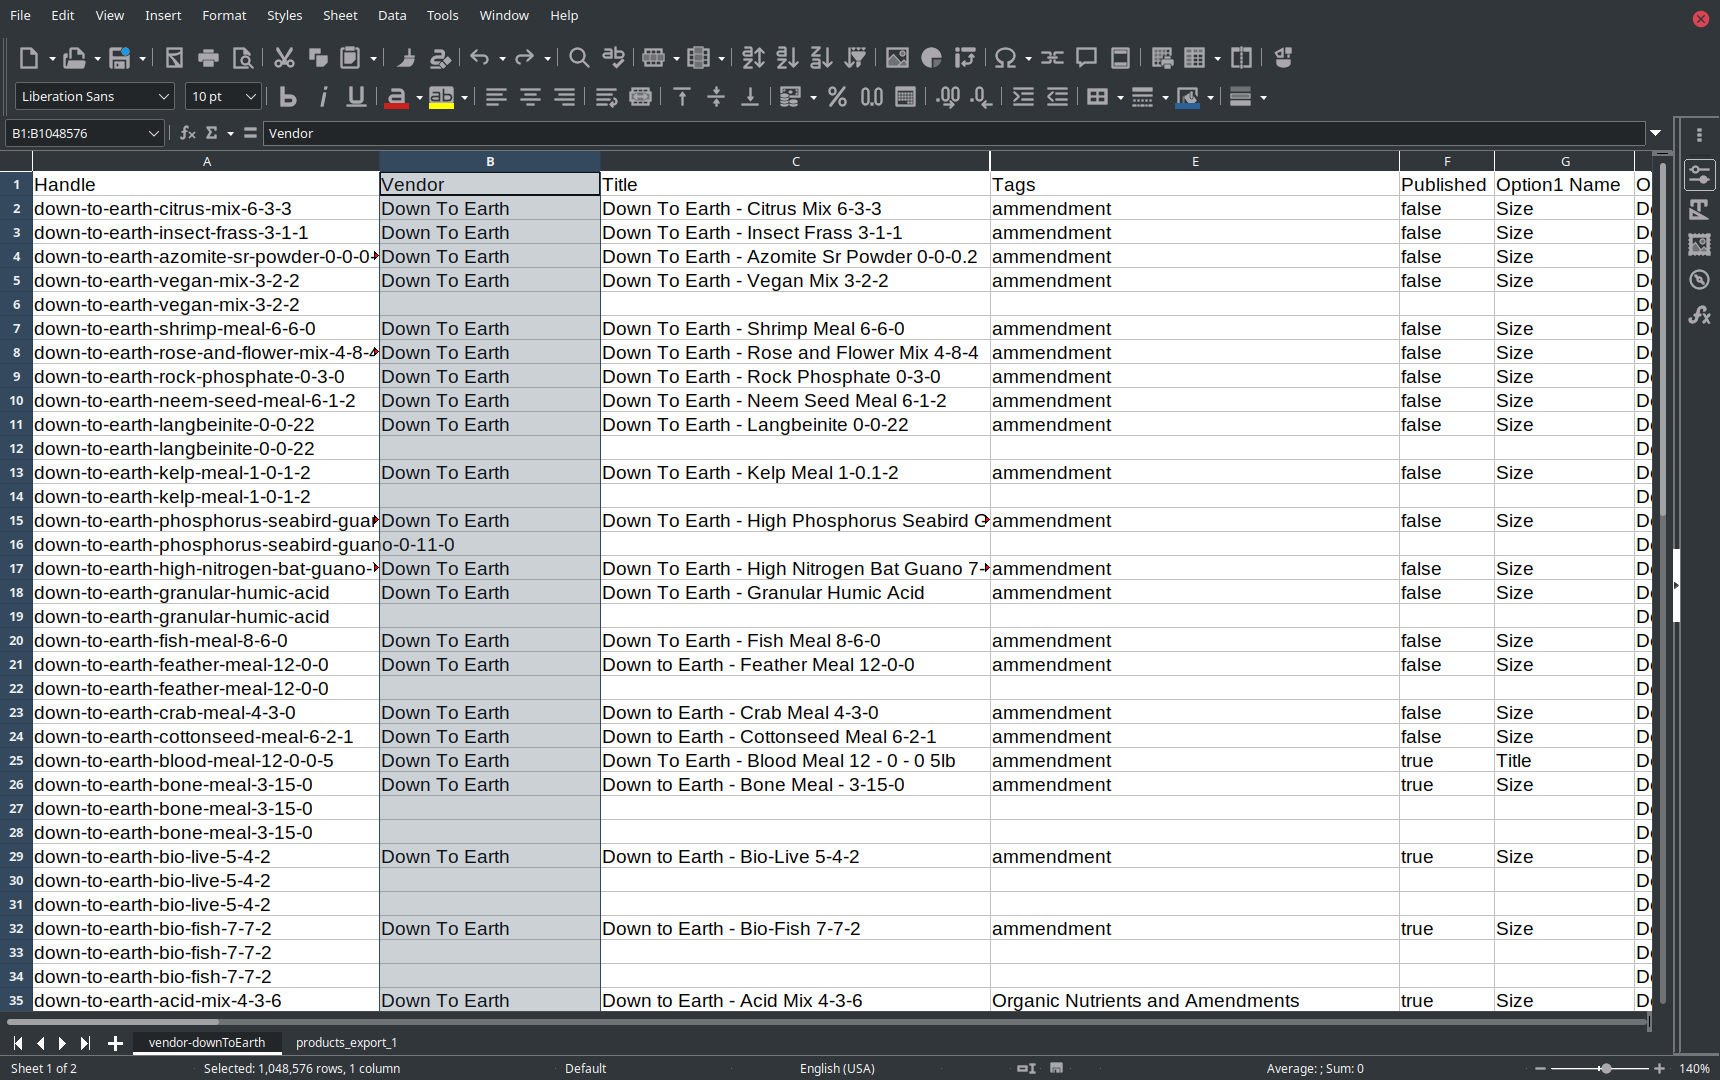 File Edit View Insert Format Styles Sheet Data Tools Window Help
Liberation Sans 10 pt
B1:B1048576 Vendor
A B C E F G
1 Handle Vendor Title Tags Published Option1 Name O
2 down-to-earth-citrus-mix-6-3-3 Down To Earth Down To Earth - Citrus Mix 6-3-3 ammendment false Size
3 down-to-earth-insect-frass-3-1-1 Down To Earth Down To Earth - Insect Frass 3-1-1 ammendment false Size
4 down-to-earth-azomite-sr-powder-0-0-0- Down To Earth Down To Earth - Azomite Sr Powder 0-0-0.2 ammendment false Size
5 down-to-earth-vegan-mix-3-2-2 Down To Earth Down To Earth - Vegan Mix 3-2-2 ammendment false Size
6 down-to-earth-vegan-mix-3-2-2
7 down-to-earth-shrimp-meal-6-6-0 Down To Earth Down To Earth - Shrimp Meal 6-6-0 ammendment false Size
8 down-to-earth-rose-and-flower-mix-4-8-4 Down To Earth Down To Earth - Rose and Flower Mix 4-8-4 ammendment false Size
9 down-to-earth-rock-phosphate-0-3-0 Down To Earth Down To Earth - Rock Phosphate 0-3-0 ammendment false Size
10 down-to-earth-neem-seed-meal-6-1-2 Down To Earth Down To Earth - Neem Seed Meal 6-1-2 ammendment false Size
11 down-to-earth-langbeinite-0-0-22 Down To Earth Down To Earth - Langbeinite 0-0-22 ammendment false Size
12 down-to-earth-langbeinite-0-0-22
13 down-to-earth-kelp-meal-1-0-1-2 Down To Earth Down To Earth - Kelp Meal 1-0.1-2 ammendment false Size
14 down-to-earth-kelp-meal-1-0-1-2
15 down-to-earth-phosphorus-seabird-gua Down To Earth Down To Earth - High Phosphorus Seabird G ammendment false Size
16 down-to-earth-phosphorus-seabird-guano-0-11-0
17 down-to-earth-high-nitrogen-bat-guano- Down To Earth Down To Earth - High Nitrogen Bat Guano 7- ammendment false Size
18 down-to-earth-granular-humic-acid Down To Earth Down To Earth - Granular Humic Acid ammendment false Size
19 down-to-earth-granular-humic-acid
20 down-to-earth-fish-meal-8-6-0 Down To Earth Down To Earth - Fish Meal 8-6-0 ammendment false Size
21 down-to-earth-feather-meal-12-0-0 Down To Earth Down to Earth - Feather Meal 12-0-0 ammendment false Size
22 down-to-earth-feather-meal-12-0-0
23 down-to-earth-crab-meal-4-3-0 Down To Earth Down to Earth - Crab Meal 4-3-0 ammendment false Size
24 down-to-earth-cottonseed-meal-6-2-1 Down To Earth Down to Earth - Cottonseed Meal 6-2-1 ammendment false Size
25 down-to-earth-blood-meal-12-0-0-5 Down To Earth Down To Earth - Blood Meal 12 - 0 - 0 5lb ammendment true Title
26 down-to-earth-bone-meal-3-15-0 Down To Earth Down to Earth - Bone Meal - 3-15-0 ammendment true Size
27 down-to-earth-bone-meal-3-15-0
28 down-to-earth-bone-meal-3-15-0
29 down-to-earth-bio-live-5-4-2 Down To Earth Down to Earth - Bio-Live 5-4-2 ammendment true Size
30 down-to-earth-bio-live-5-4-2
31 down-to-earth-bio-live-5-4-2
32 down-to-earth-bio-fish-7-7-2 Down To Earth Down to Earth - Bio-Fish 7-7-2 ammendment true Size
33 down-to-earth-bio-fish-7-7-2
34 down-to-earth-bio-fish-7-7-2
35 down-to-earth-acid-mix-4-3-6 Down To Earth Down to Earth - Acid Mix 4-3-6 Organic Nutrients and Amendments true Size
vendor-downToEarth products_export_1
Sheet 1 of 2 Selected: 1,048,576 rows, 1 column Default English (USA) Average: ; Sum: 0 140%